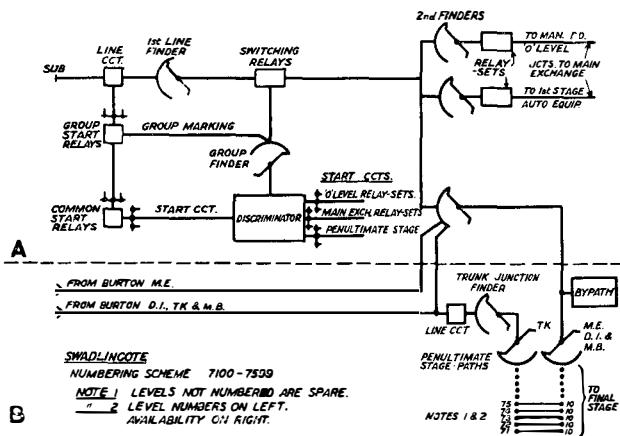 2nd FINDERS
TO MAN. BD.
'O' LEVEL
1st LINE
FINDER
LINE
CCT.
SWITCHING
RELAYS
SUB
RELAY
-SETS
JCTS. TO MAIN
EXCHANGE
TO 1st STAGE
AUTO EQUIP.
GROUP
START
RELAYS
GROUP MARKING
GROUP
FINDER
START CCTS.
'O' LEVEL RELAY-SETS.
MAIN EXCH. RELAY-SETS
PENULTIMATE STAGE
COMMON
START
RELAYS
START CCT.
DISCRIMINATOR
A
FROM BURTON M.E.
FROM BURTON D.I., TK & M.B.
TRUNK JUNCTION
FINDER
BYPATH
LINE CCT
TK
M.E.
D.I. &
M.B.
PENULTIMATE
STAGE-PATHS
SWADLINCOTE
NUMBERING SCHEME 7100-7599
NOTE 1 LEVELS NOT NUMBERED ARE SPARE.
" 2 LEVEL NUMBERS ON LEFT.
AVAILABILITY ON RIGHT.
B
NOTES 1 & 2
75 10
74 10
73 10
72 10
71 10
TO
FINAL
STAGE